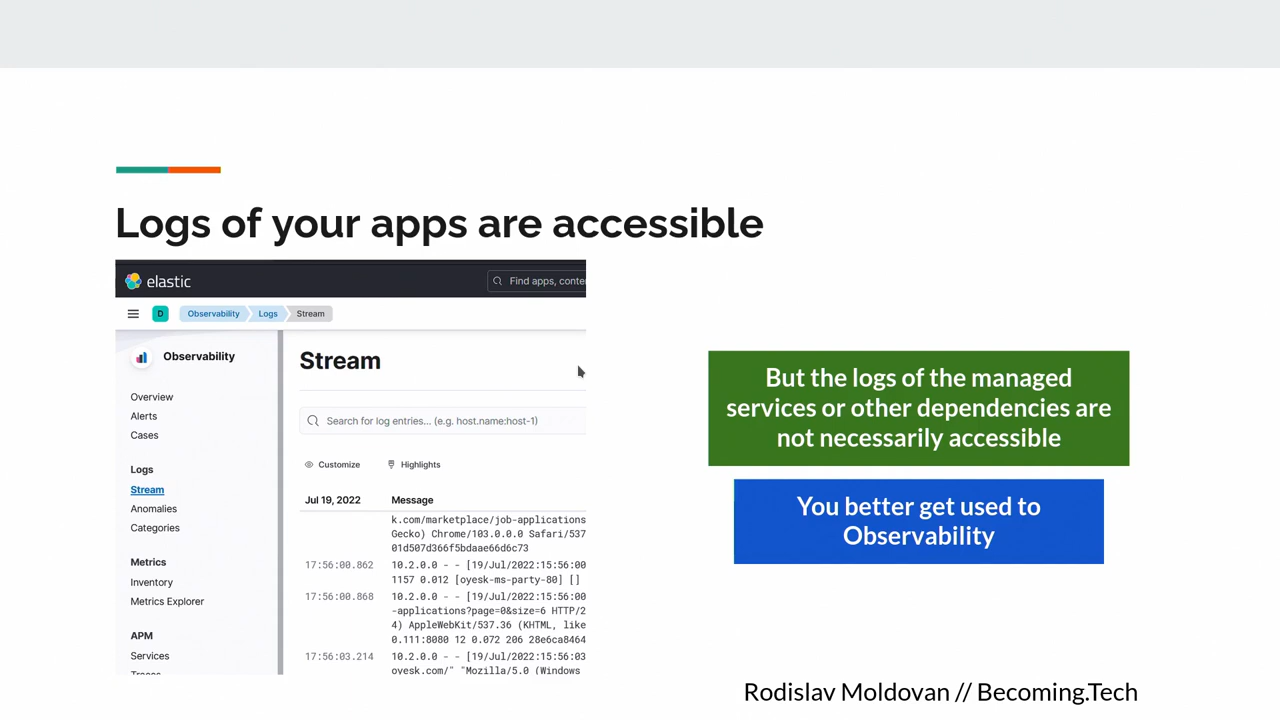 Logs of your apps are accessible
elastic
Find apps, conte
D
Observability
Logs
Stream
Observability
Overview
Alerts
Cases
Logs
Stream
Anomalies
Categories
Metrics
Inventory
Metrics Explorer
APM
Services
Traces
Stream
Search for log entries... (e.g. host.name:host-1)
Customize
Highlights
Jul 19, 2022
Message
k.com/marketplace/job-applications
Gecko) Chrome/103.0.0.0 Safari/537
01d507d366f5bdaae66d6c73
17:56:00.862 10.2.0.0 - - [19/Jul/2022:15:56:00
1157 0.012 [oyesk-ms-party-80] []
17:56:00.868 10.2.0.0 - - [19/Jul/2022:15:56:00
-applications?page=0&size=6 HTTP/2
4) AppleWebKit/537.36 (KHTML, like
0.111:8080 12 0.072 206 28e6ca8464
17:56:03.214 10.2.0.0 - - [19/Jul/2022:15:56:03
oyesk.com/" "Mozilla/5.0 (Windows
But the logs of the managed
services or other dependencies are
not necessarily accessible
You better get used to
Observability
Rodislav Moldovan // Becoming.Tech